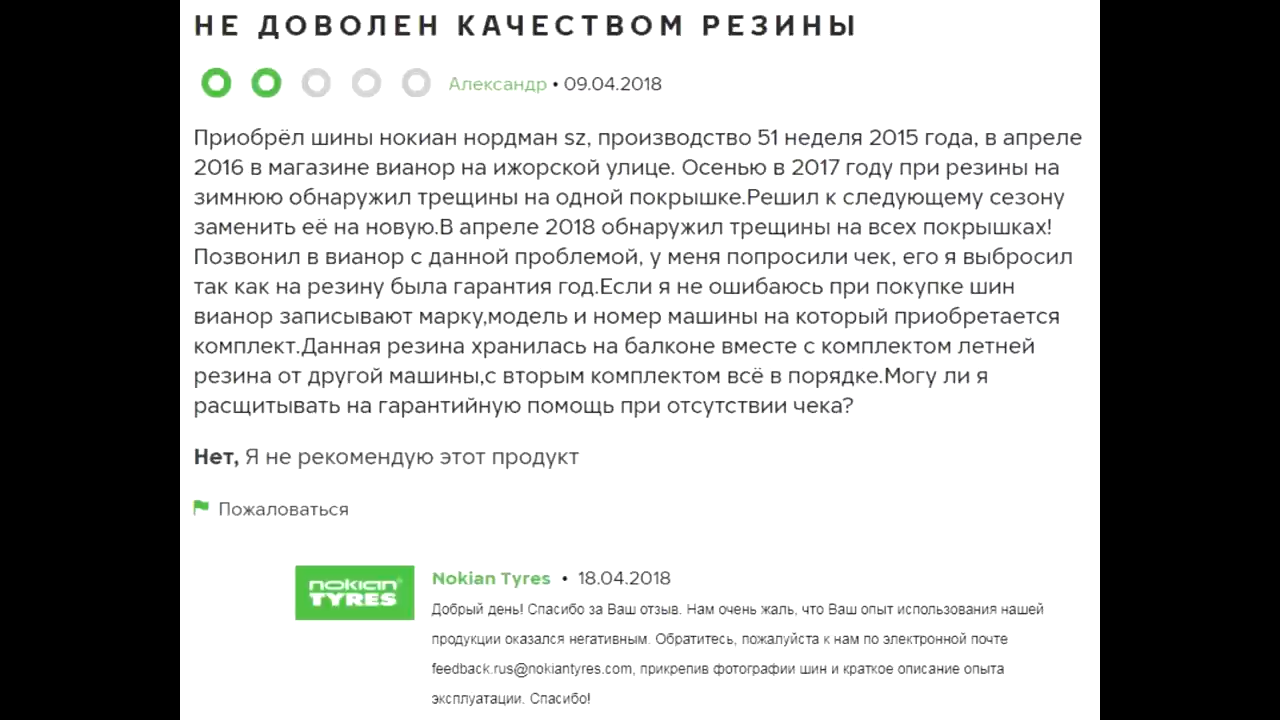 НЕ ДОВОЛЕН КАЧЕСТВОМ РЕЗИНЫ
Александр • 09.04.2018
Приобрёл шины нокиан нордман sz, производство 51 неделя 2015 года, в апреле
2016 в магазине вианор на ижорской улице. Осенью в 2017 году при резины на
зимнюю обнаружил трещины на одной покрышке.Решил к следующему сезону
заменить её на новую.В апреле 2018 обнаружил трещины на всех покрышках!
Позвонил в вианор с данной проблемой, у меня попросили чек, его я выбросил
так как на резину была гарантия год.Если я не ошибаюсь при покупке шин
вианор записывают марку,модель и номер машины на который приобретается
комплект.Данная резина хранилась на балконе вместе с комплектом летней
резина от другой машины,с вторым комплектом всё в порядке.Могу ли я
расщитывать на гарантийную помощь при отсутствии чека?
Нет, Я не рекомендую этот продукт
Пожаловаться
nokian® TYRES
Nokian Tyres • 18.04.2018
Добрый день! Спасибо за Ваш отзыв. Нам очень жаль, что Ваш опыт использования нашей
продукции оказался негативным. Обратитесь, пожалуйста к нам по электронной почте
feedback.rus@nokiantyres.com, прикрепив фотографии шин и краткое описание опыта
эксплуатации. Спасибо!